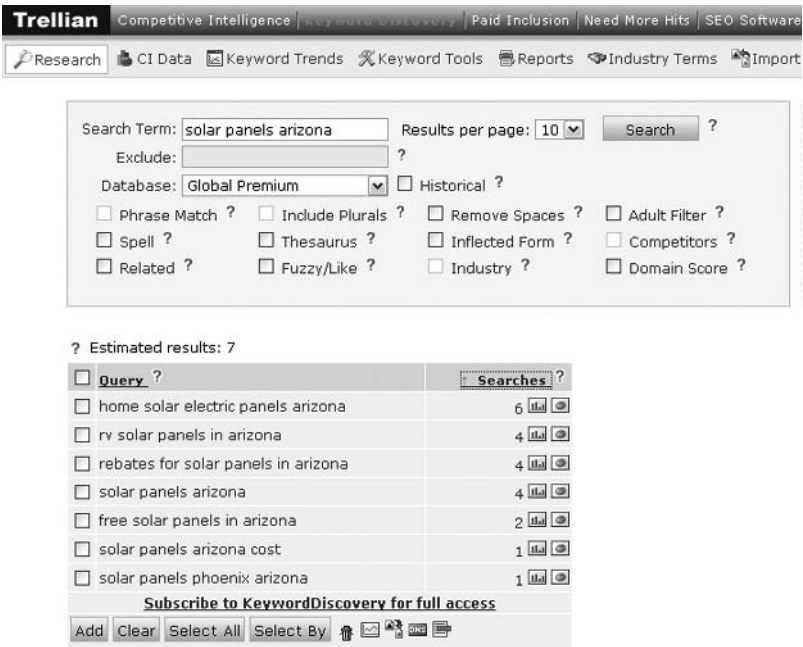 Trellian Competitive Intelligence Keyword Discovery Paid Inclusion Need More Hits SEO Software
Research CI Data Keyword Trends Keyword Tools Reports Industry Terms Import
Search Term: solar panels arizona Results per page: 10 Search ?
Exclude: ?
Database: Global Premium Historical ?
Phrase Match ? Include Plurals ? Remove Spaces ? Adult Filter ?
Spell ? Thesaurus ? Inflected Form ? Competitors ?
Related ? Fuzzy/Like ? Industry ? Domain Score ?
? Estimated results: 7
Query ? Searches ?
home solar electric panels arizona 6
rv solar panels in arizona 4
rebates for solar panels in arizona 4
solar panels arizona 4
free solar panels in arizona 2
solar panels arizona cost 1
solar panels phoenix arizona 1
Subscribe to KeywordDiscovery for full access
Add Clear Select All Select By